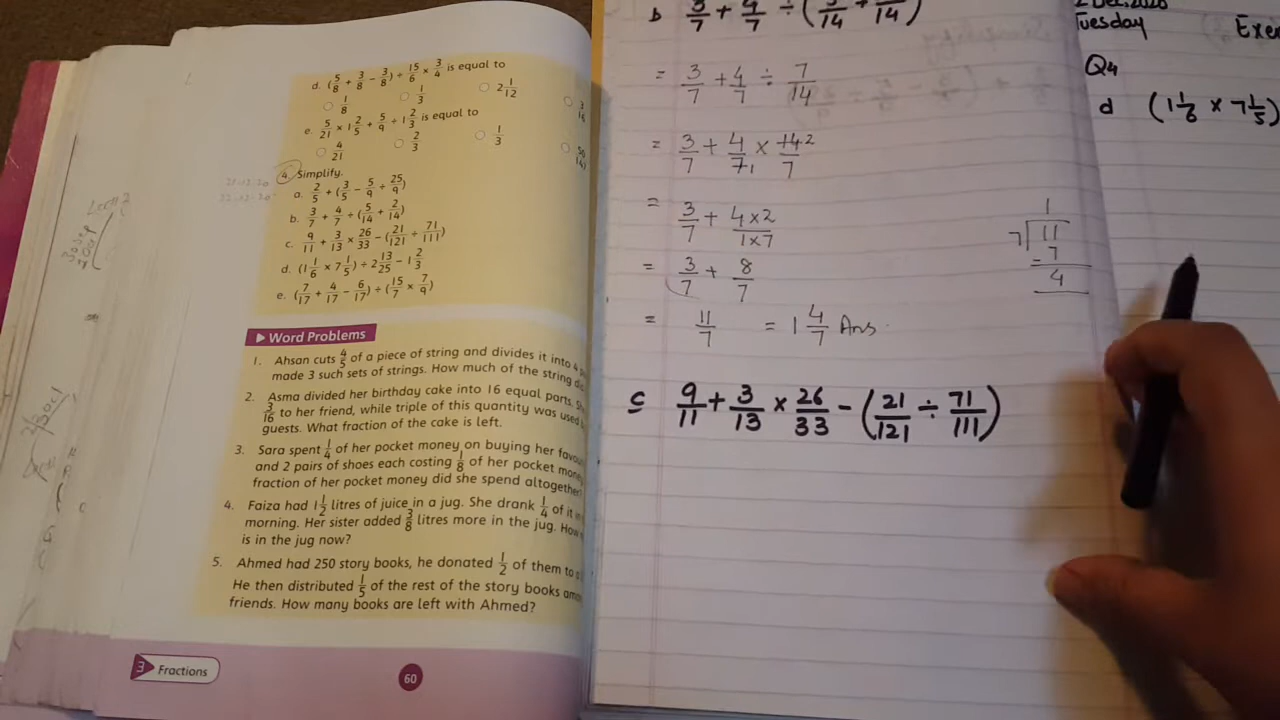 d. (5/8 + 3/8 − 3/8) ÷ 15/6 × 3/4 is equal to
1/8 1/3 2 1/12
e. 5/21 × 1 2/5 + 5/9 ÷ 1 2/3 is equal to
4/21 2/3 1/3
4. Simplify.
a. 2/5 + (3/5 − 5/9 ÷ 25/9)
b. 3/7 + 4/7 ÷ (5/14 + 2/14)
c. 9/11 + 3/13 × 26/33 − (21/121 ÷ 71/111)
d. (1 1/6 × 7 1/5) ÷ 2 13/25 − 1 2/3
e. (7/17 + 4/17 − 6/17) ÷ (15/7 × 7/9)
Word Problems
1. Ahsan cuts 4/5 of a piece of string and divides it into 4
made 3 such sets of strings. How much of the string
2. Asma divided her birthday cake into 16 equal parts.
3/16 to her friend, while triple of this quantity was used
guests. What fraction of the cake is left.
3. Sara spent 1/4 of her pocket money on buying her
and 2 pairs of shoes each costing 1/8 of her pocket
fraction of her pocket money did she spend altogether
4. Faiza had 1 1/2 litres of juice in a jug. She drank 1/4 of it
morning. Her sister added 3/8 litres more in the jug. How
is in the jug now?
5. Ahmed had 250 story books, he donated 1/2 of them to
He then distributed 1/5 of the rest of the story books
friends. How many books are left with Ahmed?
3 Fractions
60
b 3/7 + 4/7 ÷ (5/14 + /14)
= 3/7 + 4/7 ÷ 7/14
= 3/7 + 4/7 1 × 14 2/7
= 3/7 + 4×2/1×7
= 3/7 + 8/7
= 11/7 = 1 4/7 Ans.
1
7 11
- 7
4
c 9/11 + 3/13 × 26/33 − (21/121 ÷ 71/111)
Tuesday
Q4
d (1 1/6 × 7 1/5)